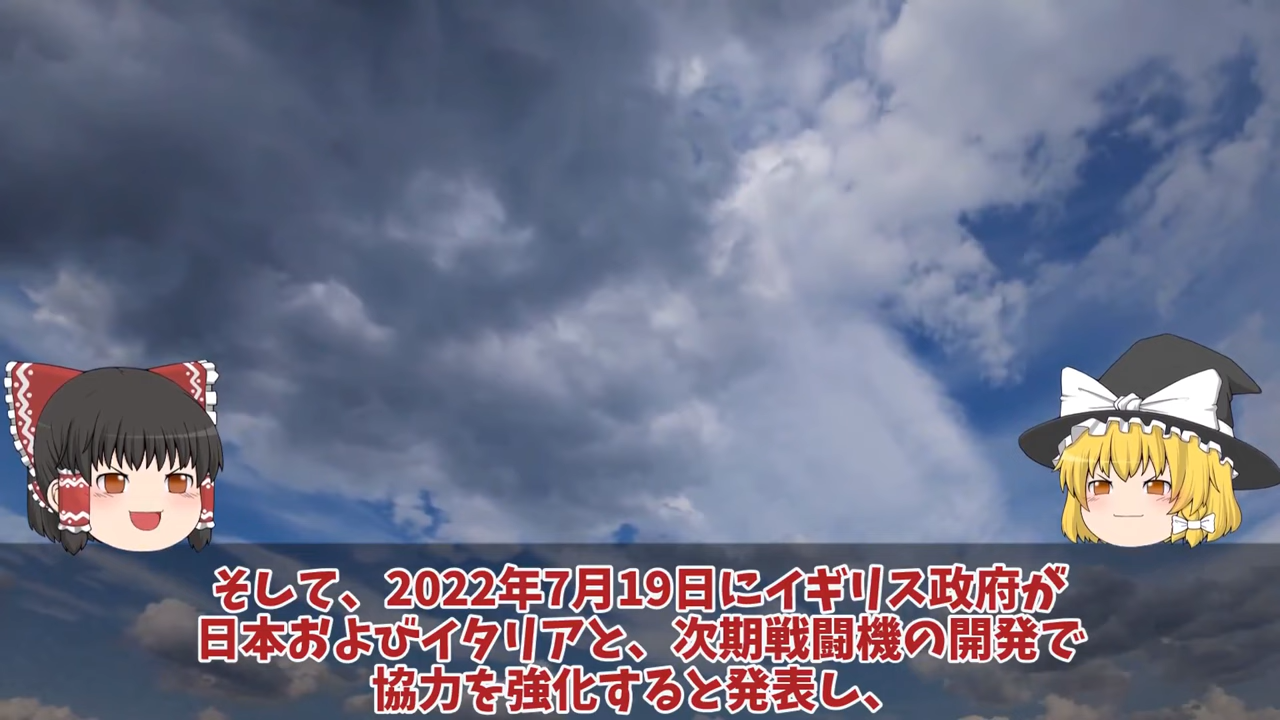 そして、2022年7月19日にイギリス政府が
日本およびイタリアと、次期戦闘機の開発で
協力を強化すると発表し、